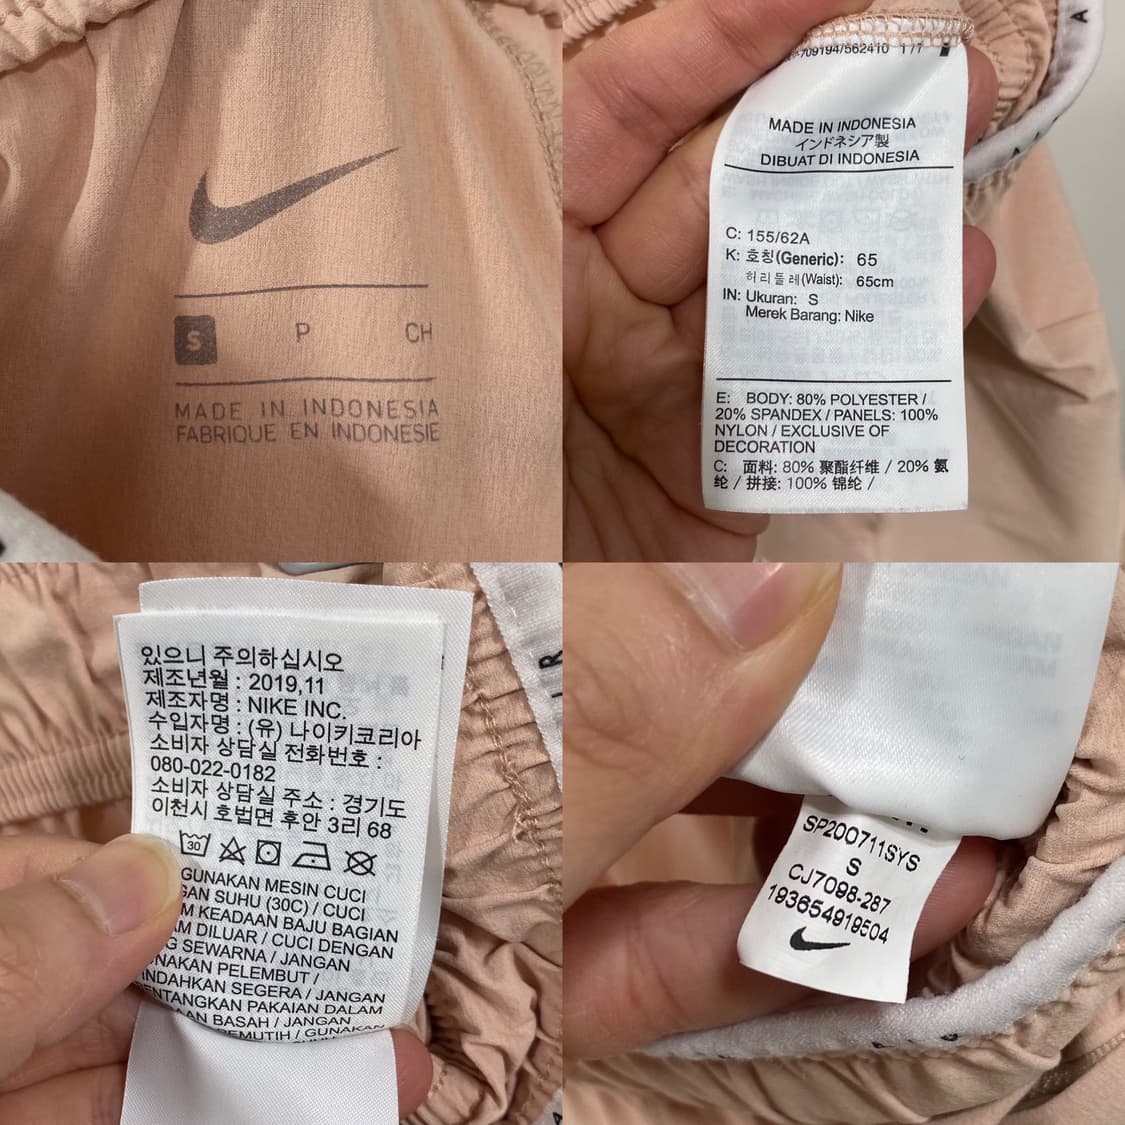 S P CH
MADE IN INDONESIA
FABRIQUE EN INDONESIE
709194/562410 1/7
MADE IN INDONESIA
インドネシア製
DIBUAT DI INDONESIA
C: 155/62A
K: 호칭(Generic): 65
허리둘레(Waist): 65cm
IN: Ukuran: S
Merek Barang: Nike
E: BODY: 80% POLYESTER /
20% SPANDEX / PANELS: 100%
NYLON / EXCLUSIVE OF
DECORATION
C: 面料: 80% 聚酯纤维 / 20% 氨
纶 / 拼接: 100% 锦纶 /
있으니 주의하십시오
제조년월 : 2019,11
제조자명 : NIKE INC.
수입자명 : (유) 나이키코리아
소비자 상담실 전화번호 :
080-022-0182
소비자 상담실 주소 : 경기도
이천시 호법면 후안 3리 68
30
GUNAKAN MESIN CUCI
SUHU (30C) / CUCI
KEADAAN BAJU BAGIAN
DILUAR / CUCI DENGAN
SEWARNA / JANGAN
PELEMBUT /
SEGERA / JANGAN
PAKAIAN DALAM
BASAH / JANGAN
GUNAKAN
SP200711SYS
S
CJ7098-287
193654919504